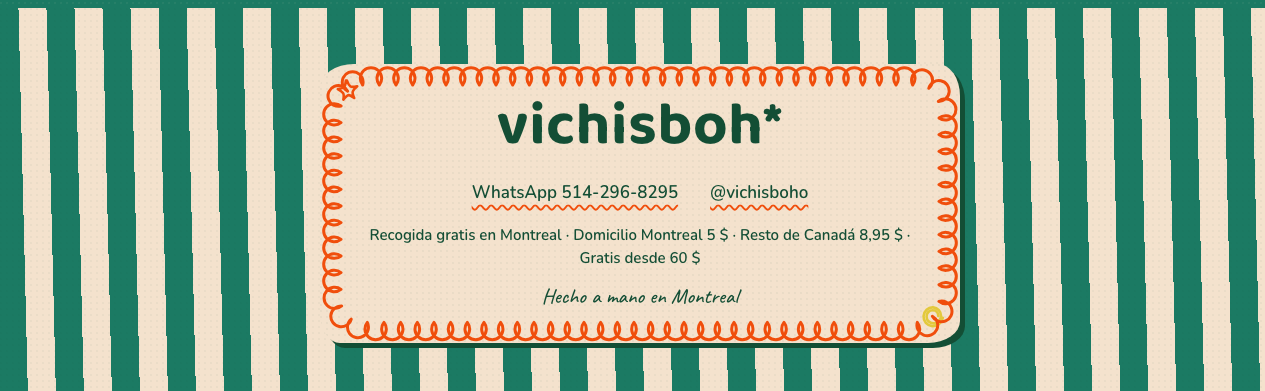 vichisboh*
WhatsApp 514-296-8295 @vichisboho
Recogida gratis en Montreal · Domicilio Montreal 5 $ · Resto de Canadá 8,95 $ ·
Gratis desde 60 $
Hecho a mano en Montreal